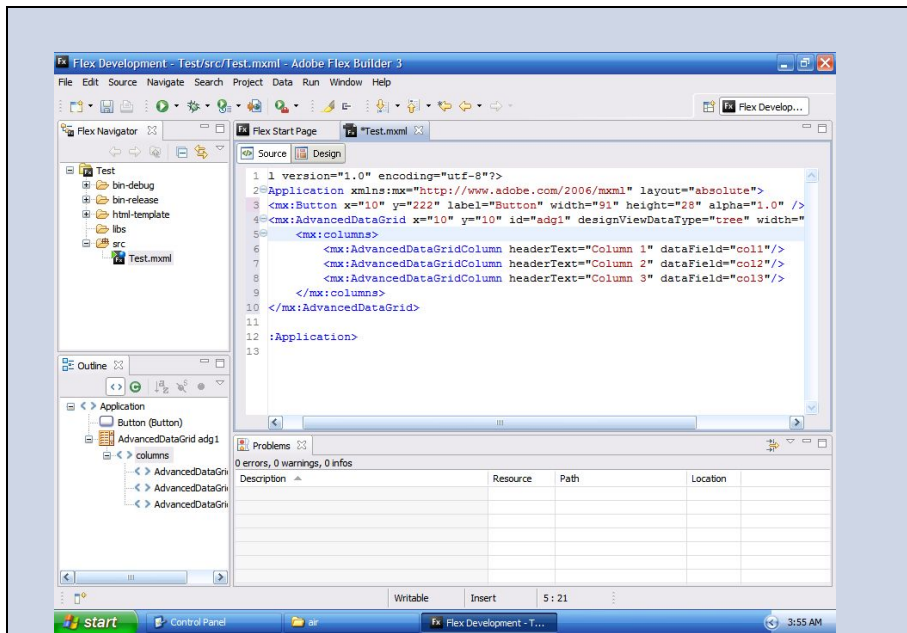 Flex Development - Test/src/Test.mxml - Adobe Flex Builder 3
File Edit Source Navigate Search Project Data Run Window Help
Flex Develop...
Flex Navigator
Test
bin-debug
bin-release
html-template
libs
src
Test.mxml
Flex Start Page *Test.mxml
Source Design
1 l version="1.0" encoding="utf-8"?>
2 Application xmlns:mx="http://www.adobe.com/2006/mxml" layout="absolute">
3 <mx:Button x="10" y="222" label="Button" width="91" height="28" alpha="1.0" />
4 <mx:AdvancedDataGrid x="10" y="10" id="adg1" designViewDataType="tree" width="
5 <mx:columns>
6 <mx:AdvancedDataGridColumn headerText="Column 1" dataField="col1"/>
7 <mx:AdvancedDataGridColumn headerText="Column 2" dataField="col2"/>
8 <mx:AdvancedDataGridColumn headerText="Column 3" dataField="col3"/>
9 </mx:columns>
10 </mx:AdvancedDataGrid>
11
12 :Application>
13
Outline
Application
Button (Button)
AdvancedDataGrid adg1
columns
AdvancedDataGri
AdvancedDataGri
AdvancedDataGri
Problems
0 errors, 0 warnings, 0 infos
Description Resource Path Location
Writable Insert 5 : 21
start Control Panel air Flex Development - T... 3:55 AM